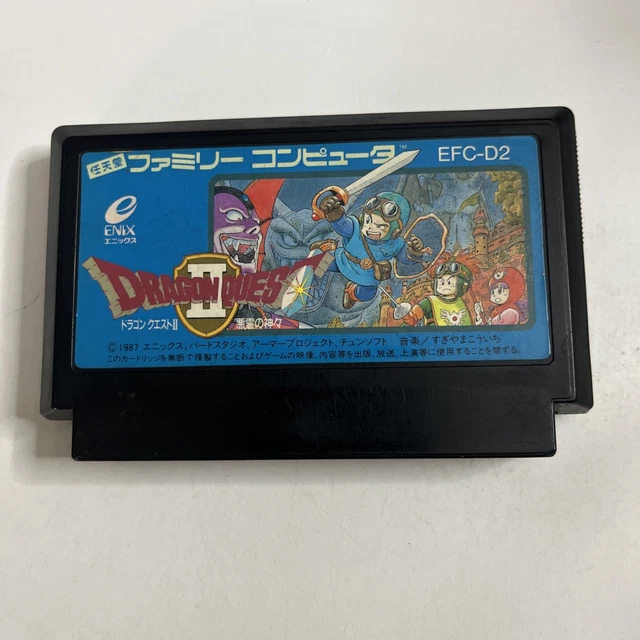 任天堂 ファミリー コンピュータ™ EFC-D2
ENIX
エニックス
DRAGON QUEST
II
ドラゴンクエストII 悪霊の神々
©1987 エニックス、バードスタジオ、アーマープロジェクト、チュンソフト 音楽/すぎやまこういち
このカートリッジを無断で複製することおよびゲームの映像、内容等を出版、放送、上演等に使用することを禁ずる。